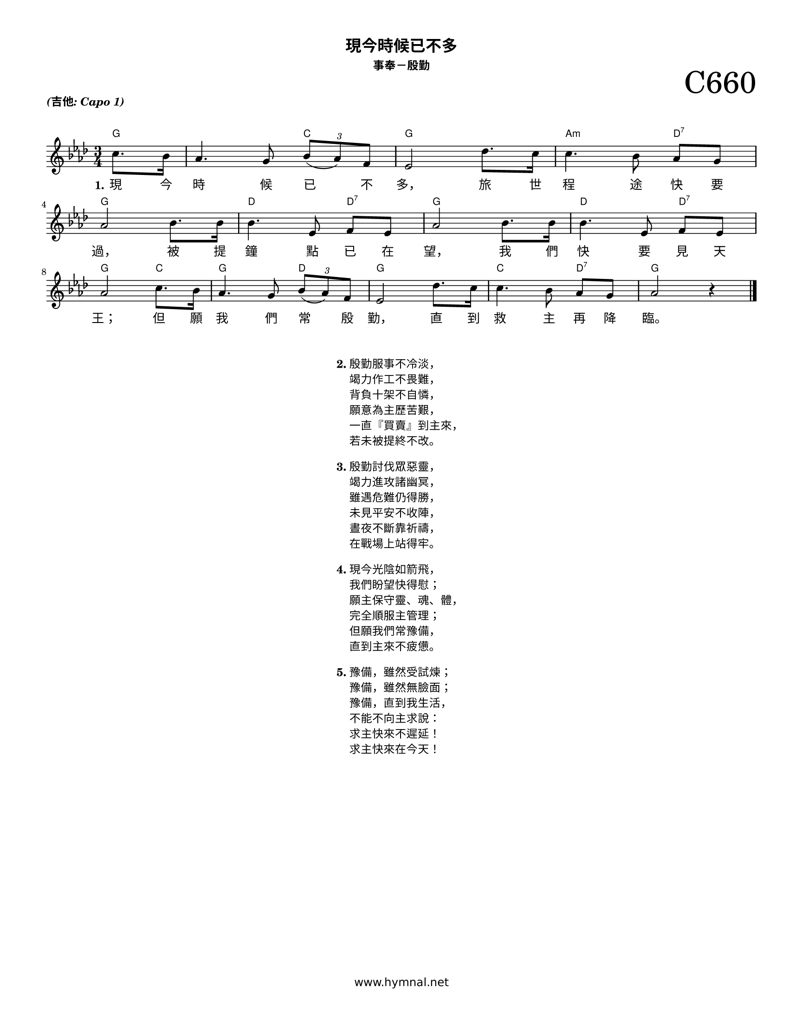 現今時候已不多
事奉－殷勤
C660
(吉他: Capo 1)
G C 3 G Am D7
1. 現 今 時 候 已 不 多， 旅 世 程 途 快 要
4 G D D7 G D D7
過， 被 提 鐘 點 已 在 望， 我 們 快 要 見 天
8 G C G D 3 G C D7 G
王； 但 願 我 們 常 殷 勤， 直 到 救 主 再 降 臨。
2. 殷勤服事不冷淡，
竭力作工不畏難，
背負十架不自憐，
願意為主歷苦艱，
一直『買賣』到主來，
若未被提終不改。
3. 殷勤討伐眾惡靈，
竭力進攻諸幽冥，
雖遇危難仍得勝，
未見平安不收陣，
晝夜不斷靠祈禱，
在戰場上站得牢。
4. 現今光陰如箭飛，
我們盼望快得慰；
願主保守靈、魂、體，
完全順服主管理；
但願我們常豫備，
直到主來不疲憊。
5. 豫備，雖然受試煉；
豫備，雖然無臉面；
豫備，直到我生活，
不能不向主求說：
求主快來不遲延！
求主快來在今天！
www.hymnal.net